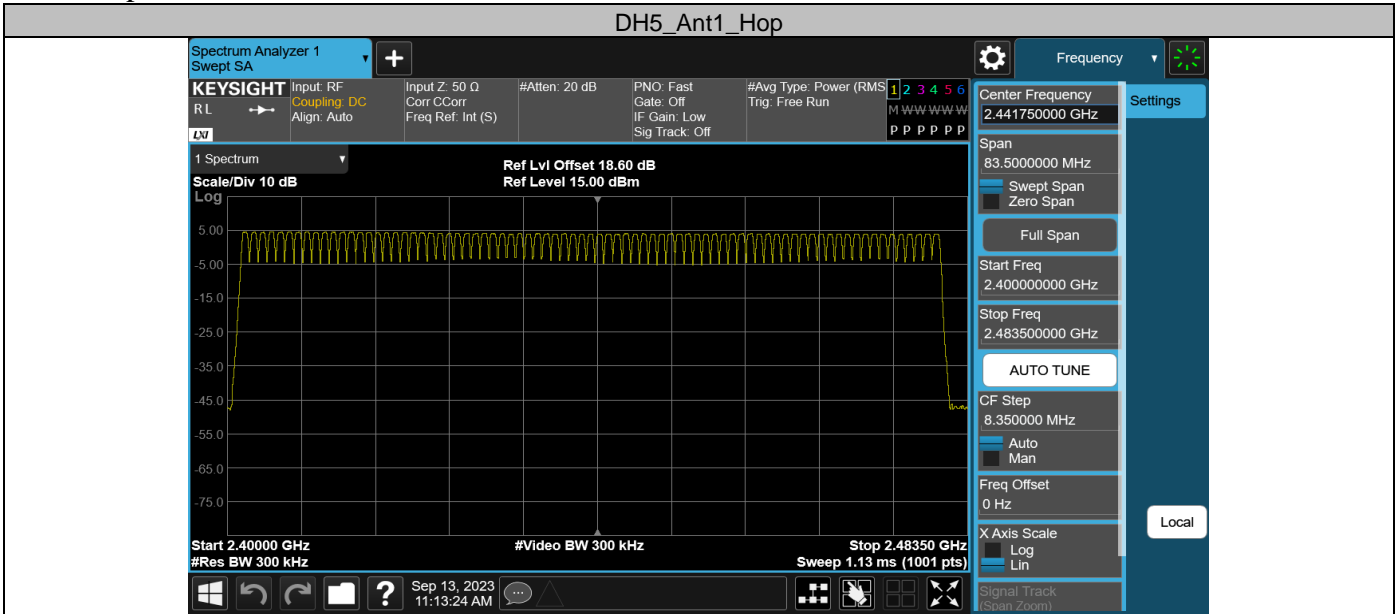 DH5_Ant1_Hop
Spectrum Analyzer 1
Swept SA
Frequency
KEYSIGHT
RL
LXI
Input: RF
Coupling: DC
Align: Auto
Input Z: 50 Ω
Corr CCorr
Freq Ref: Int (S)
#Atten: 20 dB
PNO: Fast
Gate: Off
IF Gain: Low
Sig Track: Off
#Avg Type: Power (RMS
Trig: Free Run
1 2 3 4 5 6
M W W W W W
P P P P P P
1 Spectrum
Scale/Div 10 dB
Ref Lvl Offset 18.60 dB
Ref Level 15.00 dBm
Log
5.00
-5.00
-15.0
-25.0
-35.0
-45.0
-55.0
-65.0
-75.0
Start 2.40000 GHz
#Video BW 300 kHz
Stop 2.48350 GHz
#Res BW 300 kHz
Sweep 1.13 ms (1001 pts)
Center Frequency
2.441750000 GHz
Settings
Span
83.5000000 MHz
Swept Span
Zero Span
Full Span
Start Freq
2.400000000 GHz
Stop Freq
2.483500000 GHz
AUTO TUNE
CF Step
8.350000 MHz
Auto
Man
Freq Offset
0 Hz
X Axis Scale
Log
Lin
Local
Signal Track
(Span Zoom)
?
Sep 13, 2023
11:13:24 AM